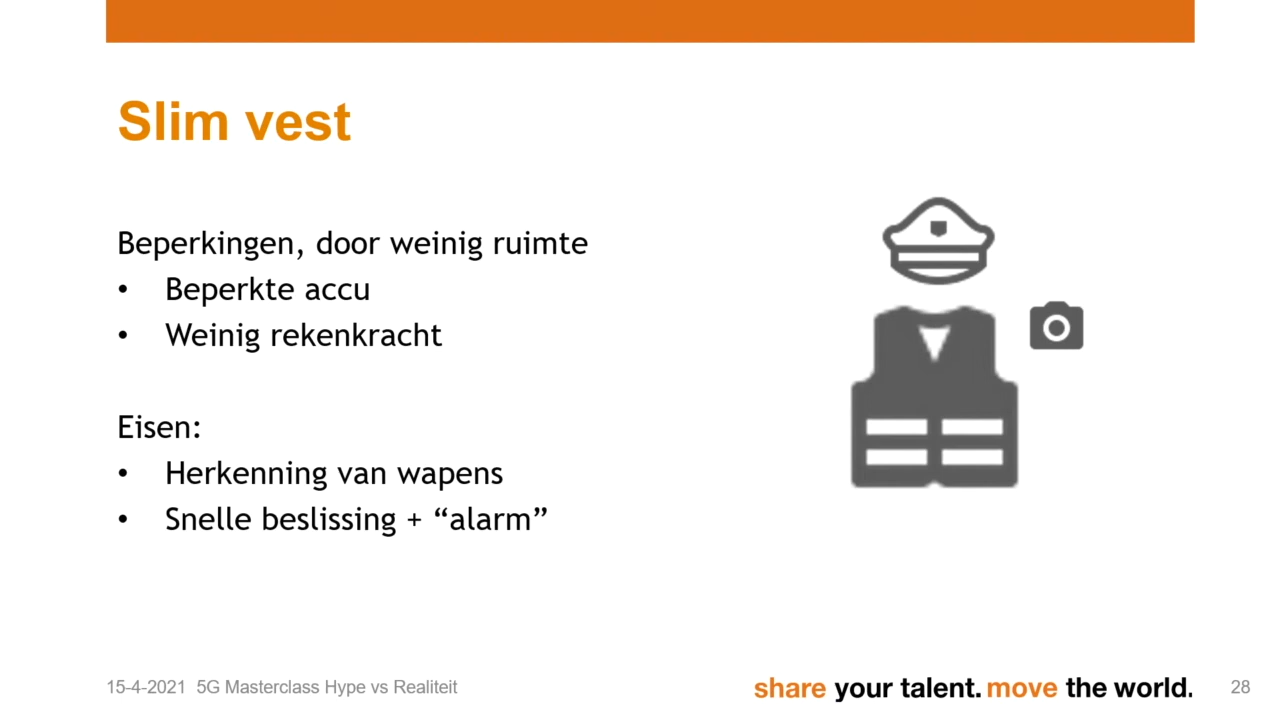 Slim vest
Beperkingen, door weinig ruimte
• Beperkte accu
• Weinig rekenkracht
Eisen:
• Herkenning van wapens
• Snelle beslissing + “alarm”
15-4-2021 5G Masterclass Hype vs Realiteit
share your talent. move the world.
28